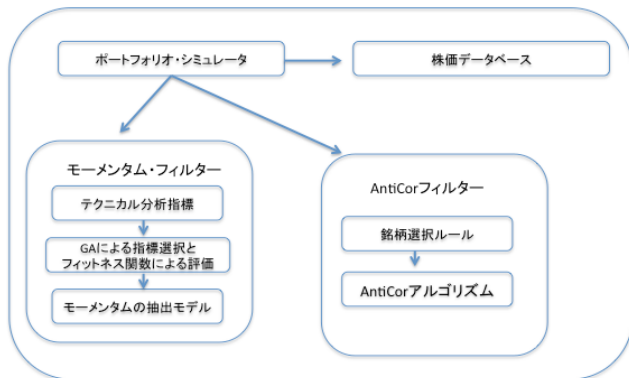 ポートフォリオ・シミュレータ
株価データベース
モーメンタム・フィルター
テクニカル分析指標
GAによる指標選択と
フィットネス関数による評価
モーメンタムの抽出モデル
AntiCorフィルター
銘柄選択ルール
AntiCorアルゴリズム